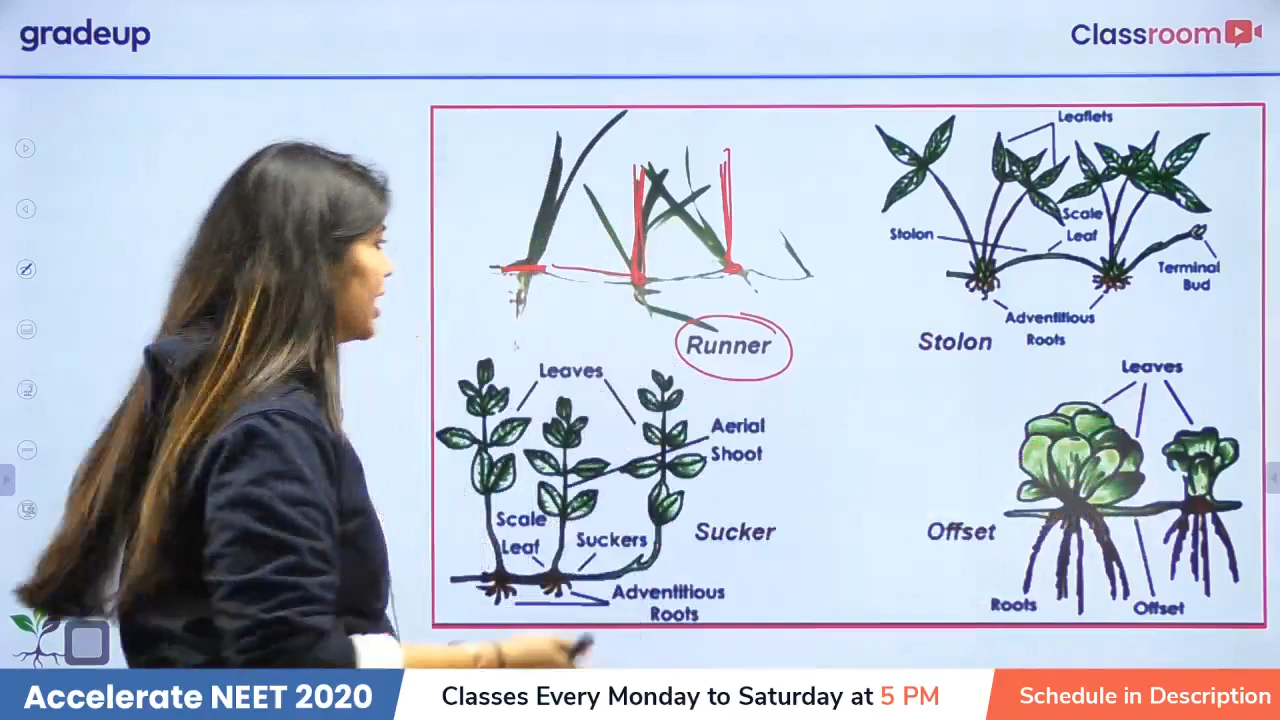 gradeup
Classroom
Leaflets
Stolon
Scale
Leaf
Terminal
Bud
Adventitious
Roots
Stolon
Runner
Leaves
Aerial
Shoot
Scale
Leaf
Suckers
Sucker
Adventitious
Roots
Leaves
Offset
Roots
Offset
Accelerate NEET 2020
Classes Every Monday to Saturday at 5 PM
Schedule in Description